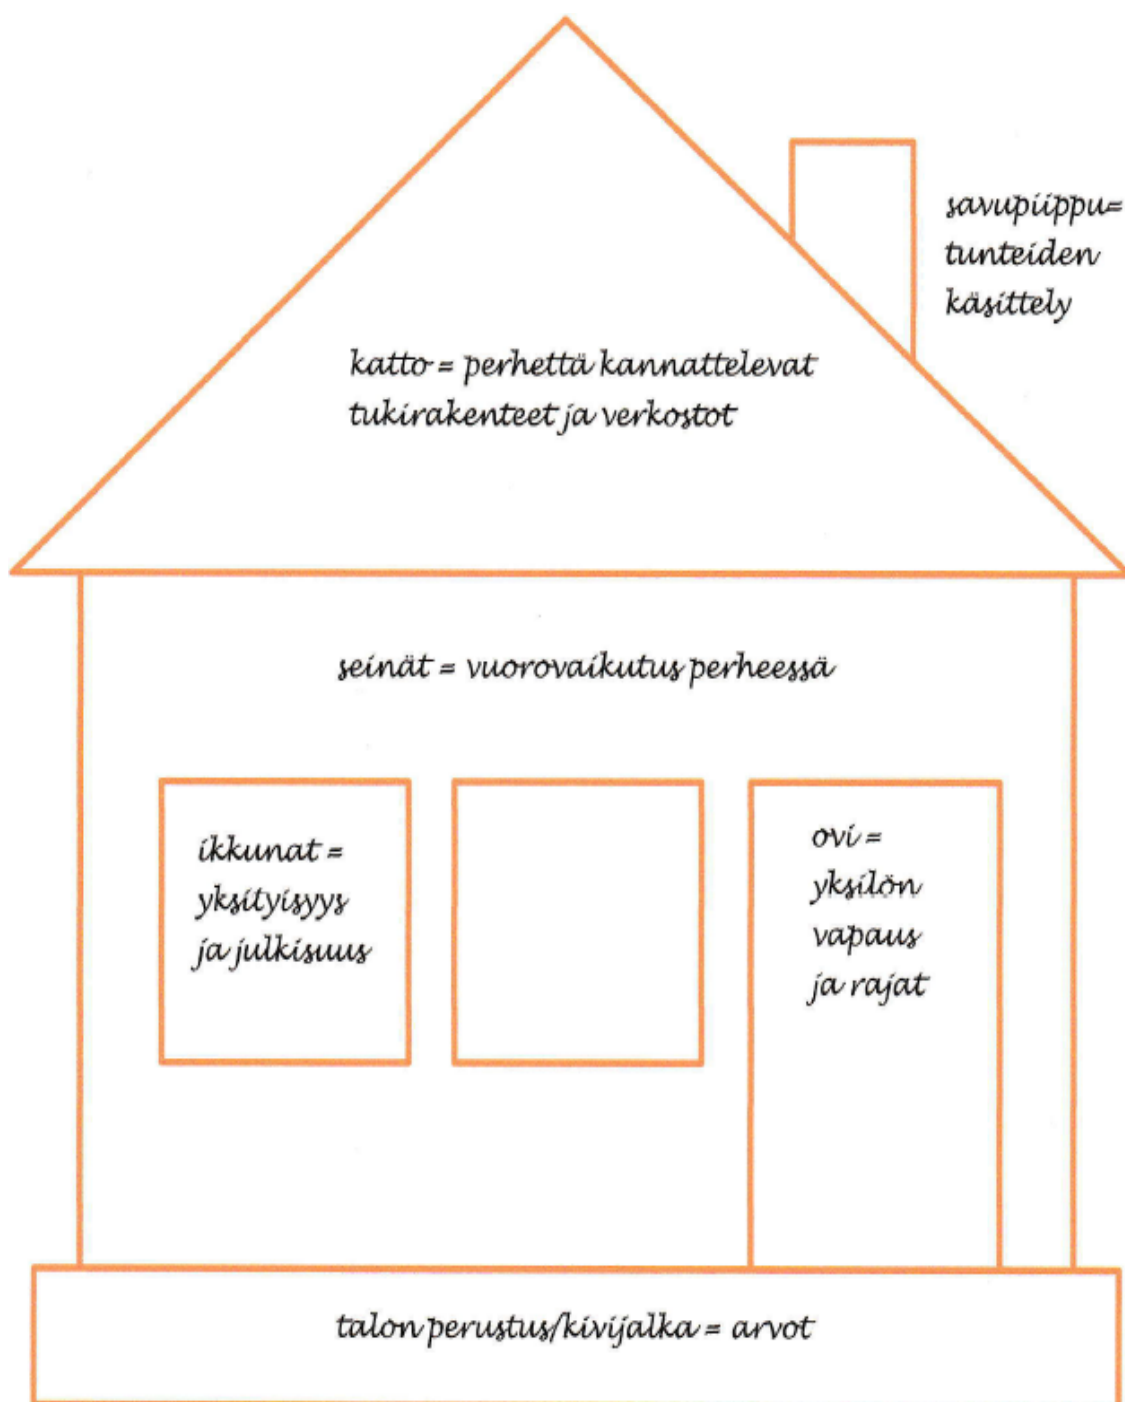 savupiippu=
tunteiden
käsittely
katto = perhettä kannattelevat
tukirakenteet ja verkostot
seinät = vuorovaikutus perheessä
ikkunat =
yksityisyys
ja julkisuus
ovi =
yksilön
vapaus
ja rajat
talon perustus/kivijalka = arvot